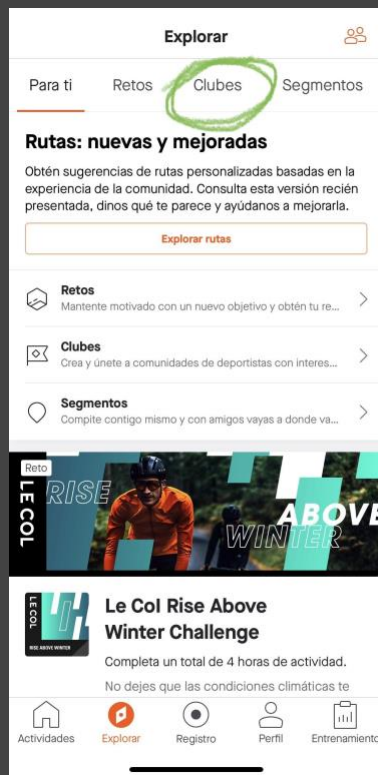 Explorar
Para ti
Retos
Clubes
Segmentos
Rutas: nuevas y mejoradas
Obtén sugerencias de rutas personalizadas basadas en la
experiencia de la comunidad. Consulta esta versión recién
presentada, dinos qué te parece y ayúdanos a mejorarla.
Explorar rutas
Retos
Mantente motivado con un nuevo objetivo y obtén tu re...
Clubes
Crea y únete a comunidades de deportistas con interes...
Segmentos
Compite contigo mismo y con amigos vayas a donde va...
Reto
LE COL
RISE
ABOVE
WINTER
LE COL
RISE ABOVE WINTER
Le Col Rise Above
Winter Challenge
Completa un total de 4 horas de actividad.
No dejes que las condiciones climáticas te
Actividades
Explorar
Registro
Perfil
Entrenamiento